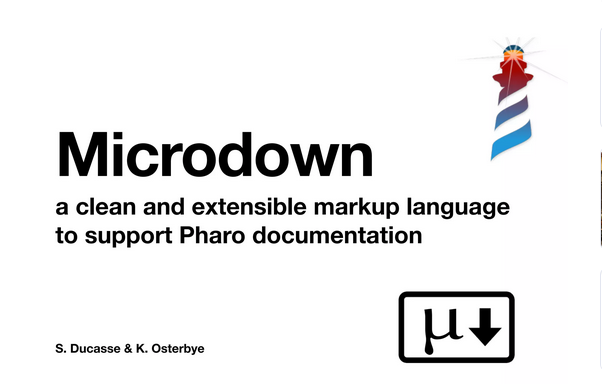 Microdown
a clean and extensible markup language
to support Pharo documentation
µ
S. Ducasse & K. Osterbye